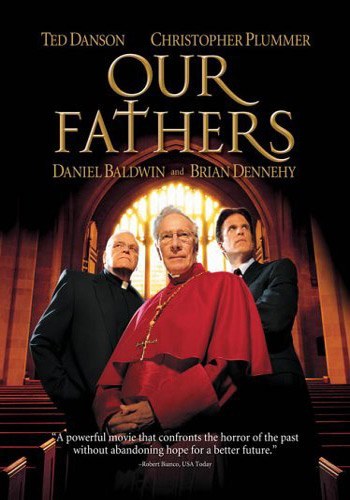 TED DANSON CHRISTOPHER PLUMMER
OUR
FATHERS
DANIEL BALDWIN and BRIAN DENNEHY
"A powerful movie that confronts the horror of the past
without abandoning hope for a better future."
–Robert Bianco, USA Today